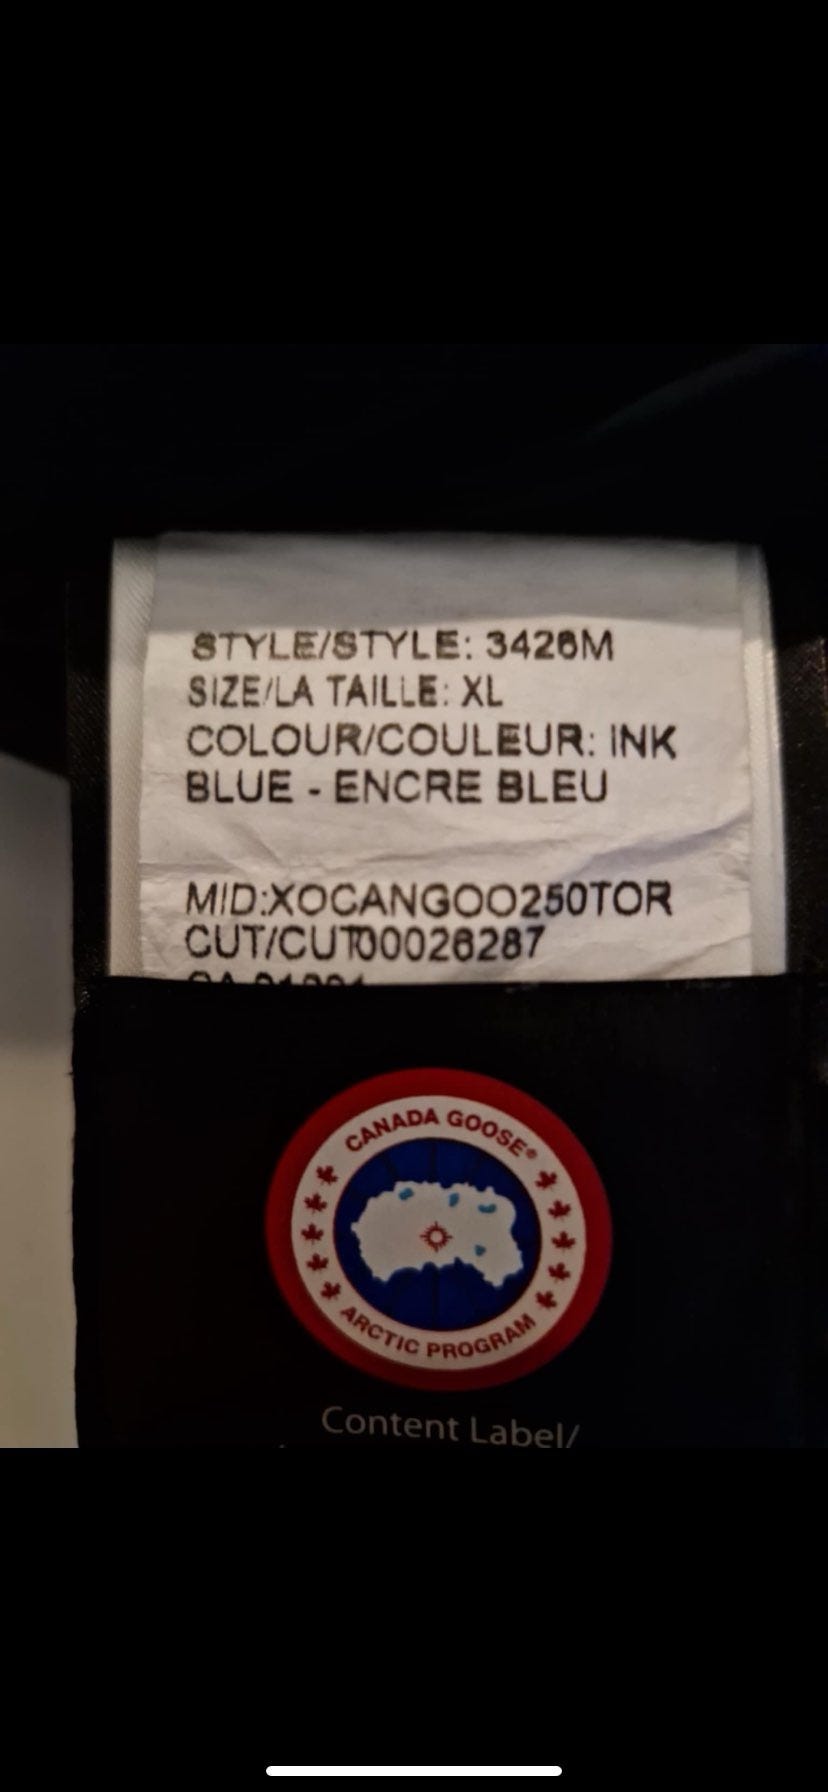 STYLE/STYLE: 3426M
SIZE/LA TAILLE: XL
COLOUR/COULEUR: INK
BLUE - ENCRE BLEU
MID:XOCANGOO250TOR
CUT/CUT00026287
CANADA GOOSE®
ARCTIC PROGRAM
Content Label/